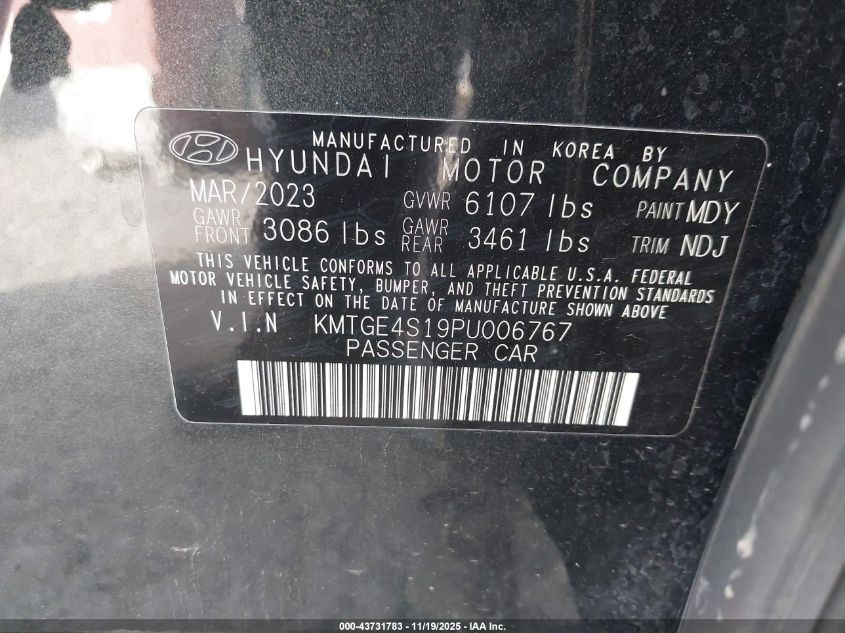 MANUFACTURED IN KOREA BY
HYUNDAI MOTOR COMPANY
MAR/2023 GVWR 6107 lbs PAINT MDY
GAWR FRONT 3086 lbs GAWR REAR 3461 lbs TRIM NDJ
THIS VEHICLE CONFORMS TO ALL APPLICABLE U.S.A. FEDERAL
MOTOR VEHICLE SAFETY, BUMPER, AND THEFT PREVENTION STANDARDS
IN EFFECT ON THE DATE OF MANUFACTURE SHOWN ABOVE
V.I.N KMTGE4S19PU006767
PASSENGER CAR
000-43731783 - 11/19/2025 - IAA Inc.